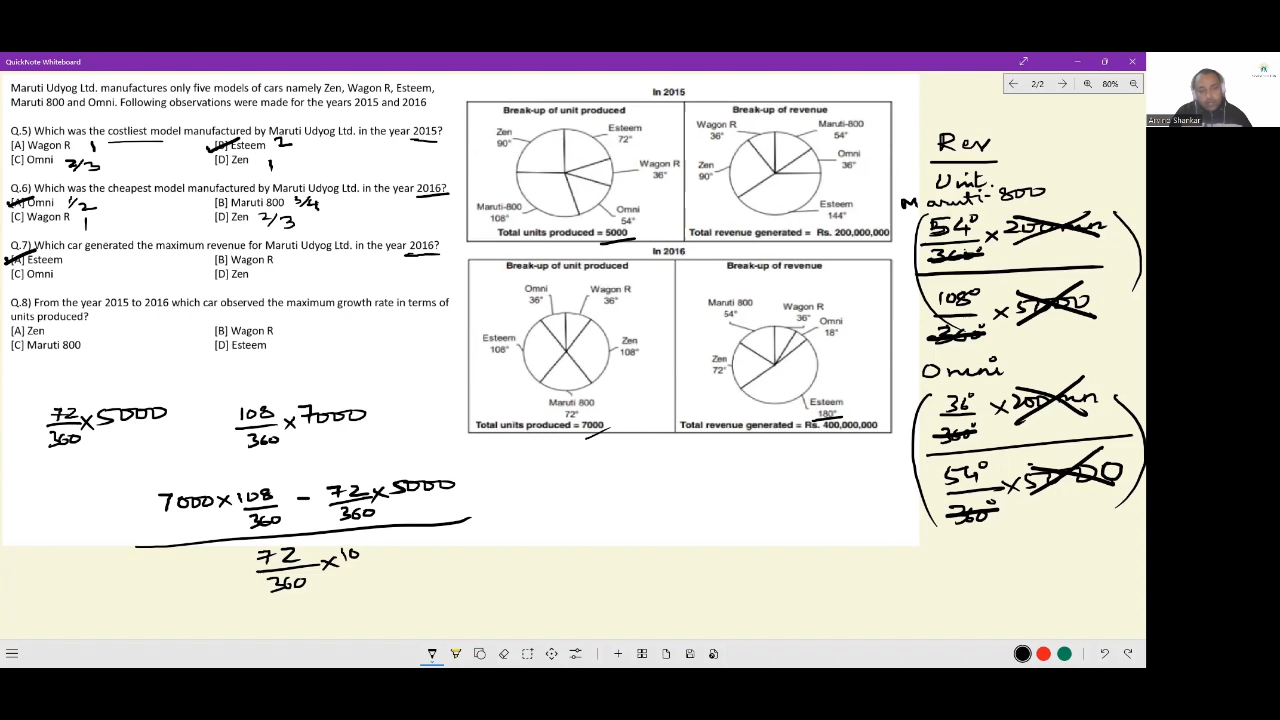 QuickNote Whiteboard
Maruti Udyog Ltd. manufactures only five models of cars namely Zen, Wagon R, Esteem,
Maruti 800 and Omni. Following observations were made for the years 2015 and 2016
Q.5) Which was the costliest model manufactured by Maruti Udyog Ltd. in the year 2015?
[A] Wagon R 1 [B] Esteem 2
[C] Omni 2/3 [D] Zen 1
Q.6) Which was the cheapest model manufactured by Maruti Udyog Ltd. in the year 2016?
[A] Omni 1/2 [B] Maruti 800 3/4
[C] Wagon R 1 [D] Zen 2/3
Q.7) Which car generated the maximum revenue for Maruti Udyog Ltd. in the year 2016?
[A] Esteem [B] Wagon R
[C] Omni [D] Zen
Q.8) From the year 2015 to 2016 which car observed the maximum growth rate in terms of
units produced?
[A] Zen [B] Wagon R
[C] Maruti 800 [D] Esteem
72/360 × 5000 108/360 × 7000
7000 × 108/360 − 72/360 × 5000
72/360 × 10
In 2015
Break-up of unit produced
Zen
90°
Esteem
72°
Wagon R
36°
Maruti-800
108°
Omni
54°
Total units produced = 5000
Break-up of revenue
Wagon R
36°
Maruti-800
54°
Omni
36°
Zen
90°
Esteem
144°
Total revenue generated = Rs. 200,000,000
In 2016
Break-up of unit produced
Omni
36°
Wagon R
36°
Esteem
108°
Zen
108°
Maruti 800
72°
Total units produced = 7000
Break-up of revenue
Maruti 800
54°
Wagon R
36°
Omni
18°
Zen
72°
Esteem
180°
Total revenue generated = Rs. 400,000,000
2/2
80%
Rev
Unit.
Maruti-800
54°/360° × 200mn
108°/360° × 5000
Omni
36°/360° × 200mn
54°/360° × 5000
Arvind Shankar